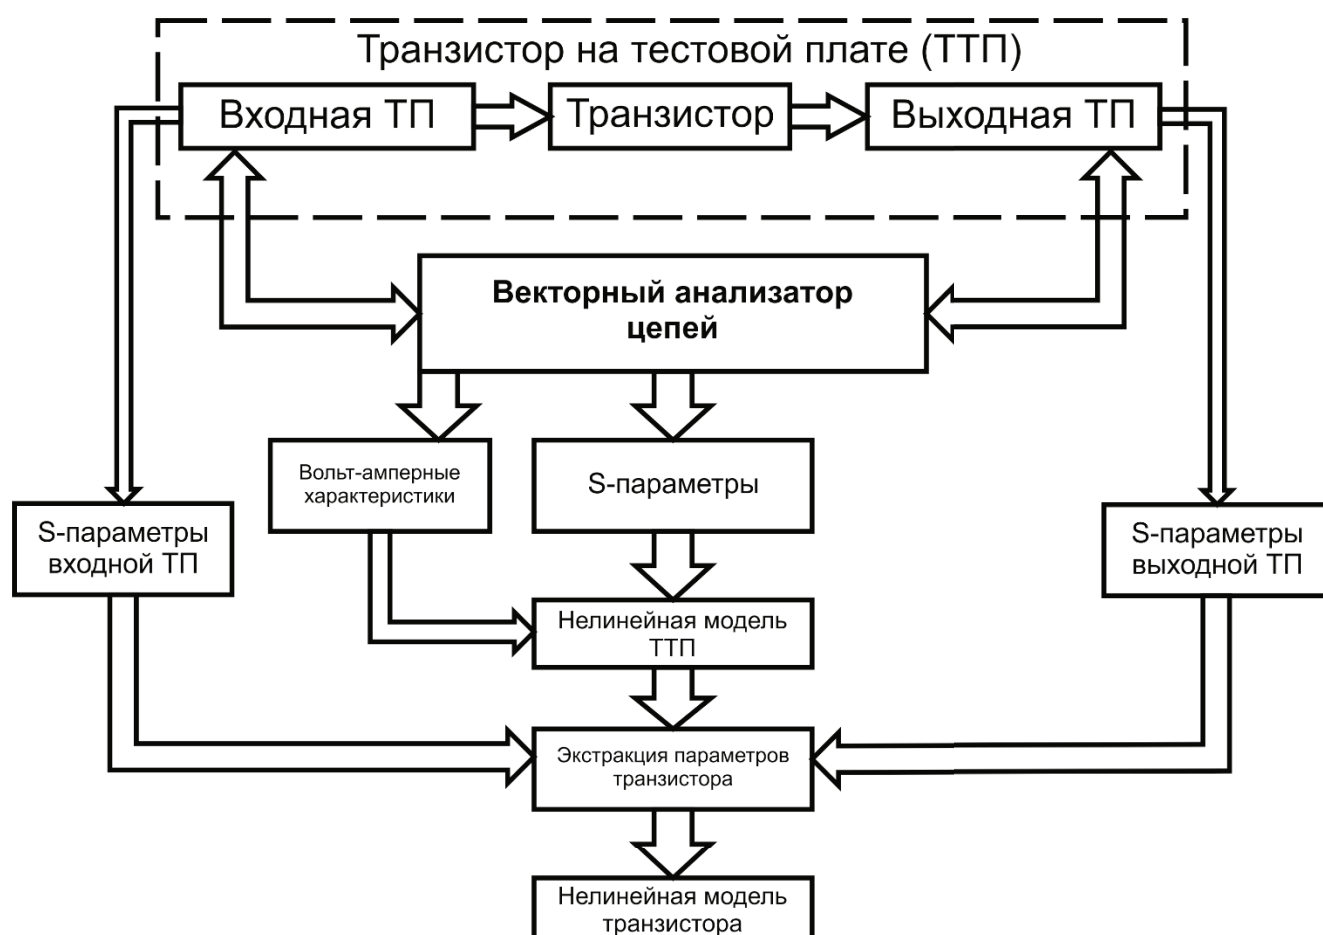 Транзистор на тестовой плате (ТТП)
Входная ТП
Транзистор
Выходная ТП
Векторный анализатор
цепей
Вольт-амперные
характеристики
S-параметры
S-параметры
входной ТП
S-параметры
выходной ТП
Нелинейная модель
ТТП
Экстракция параметров
транзистора
Нелинейная модель
транзистора